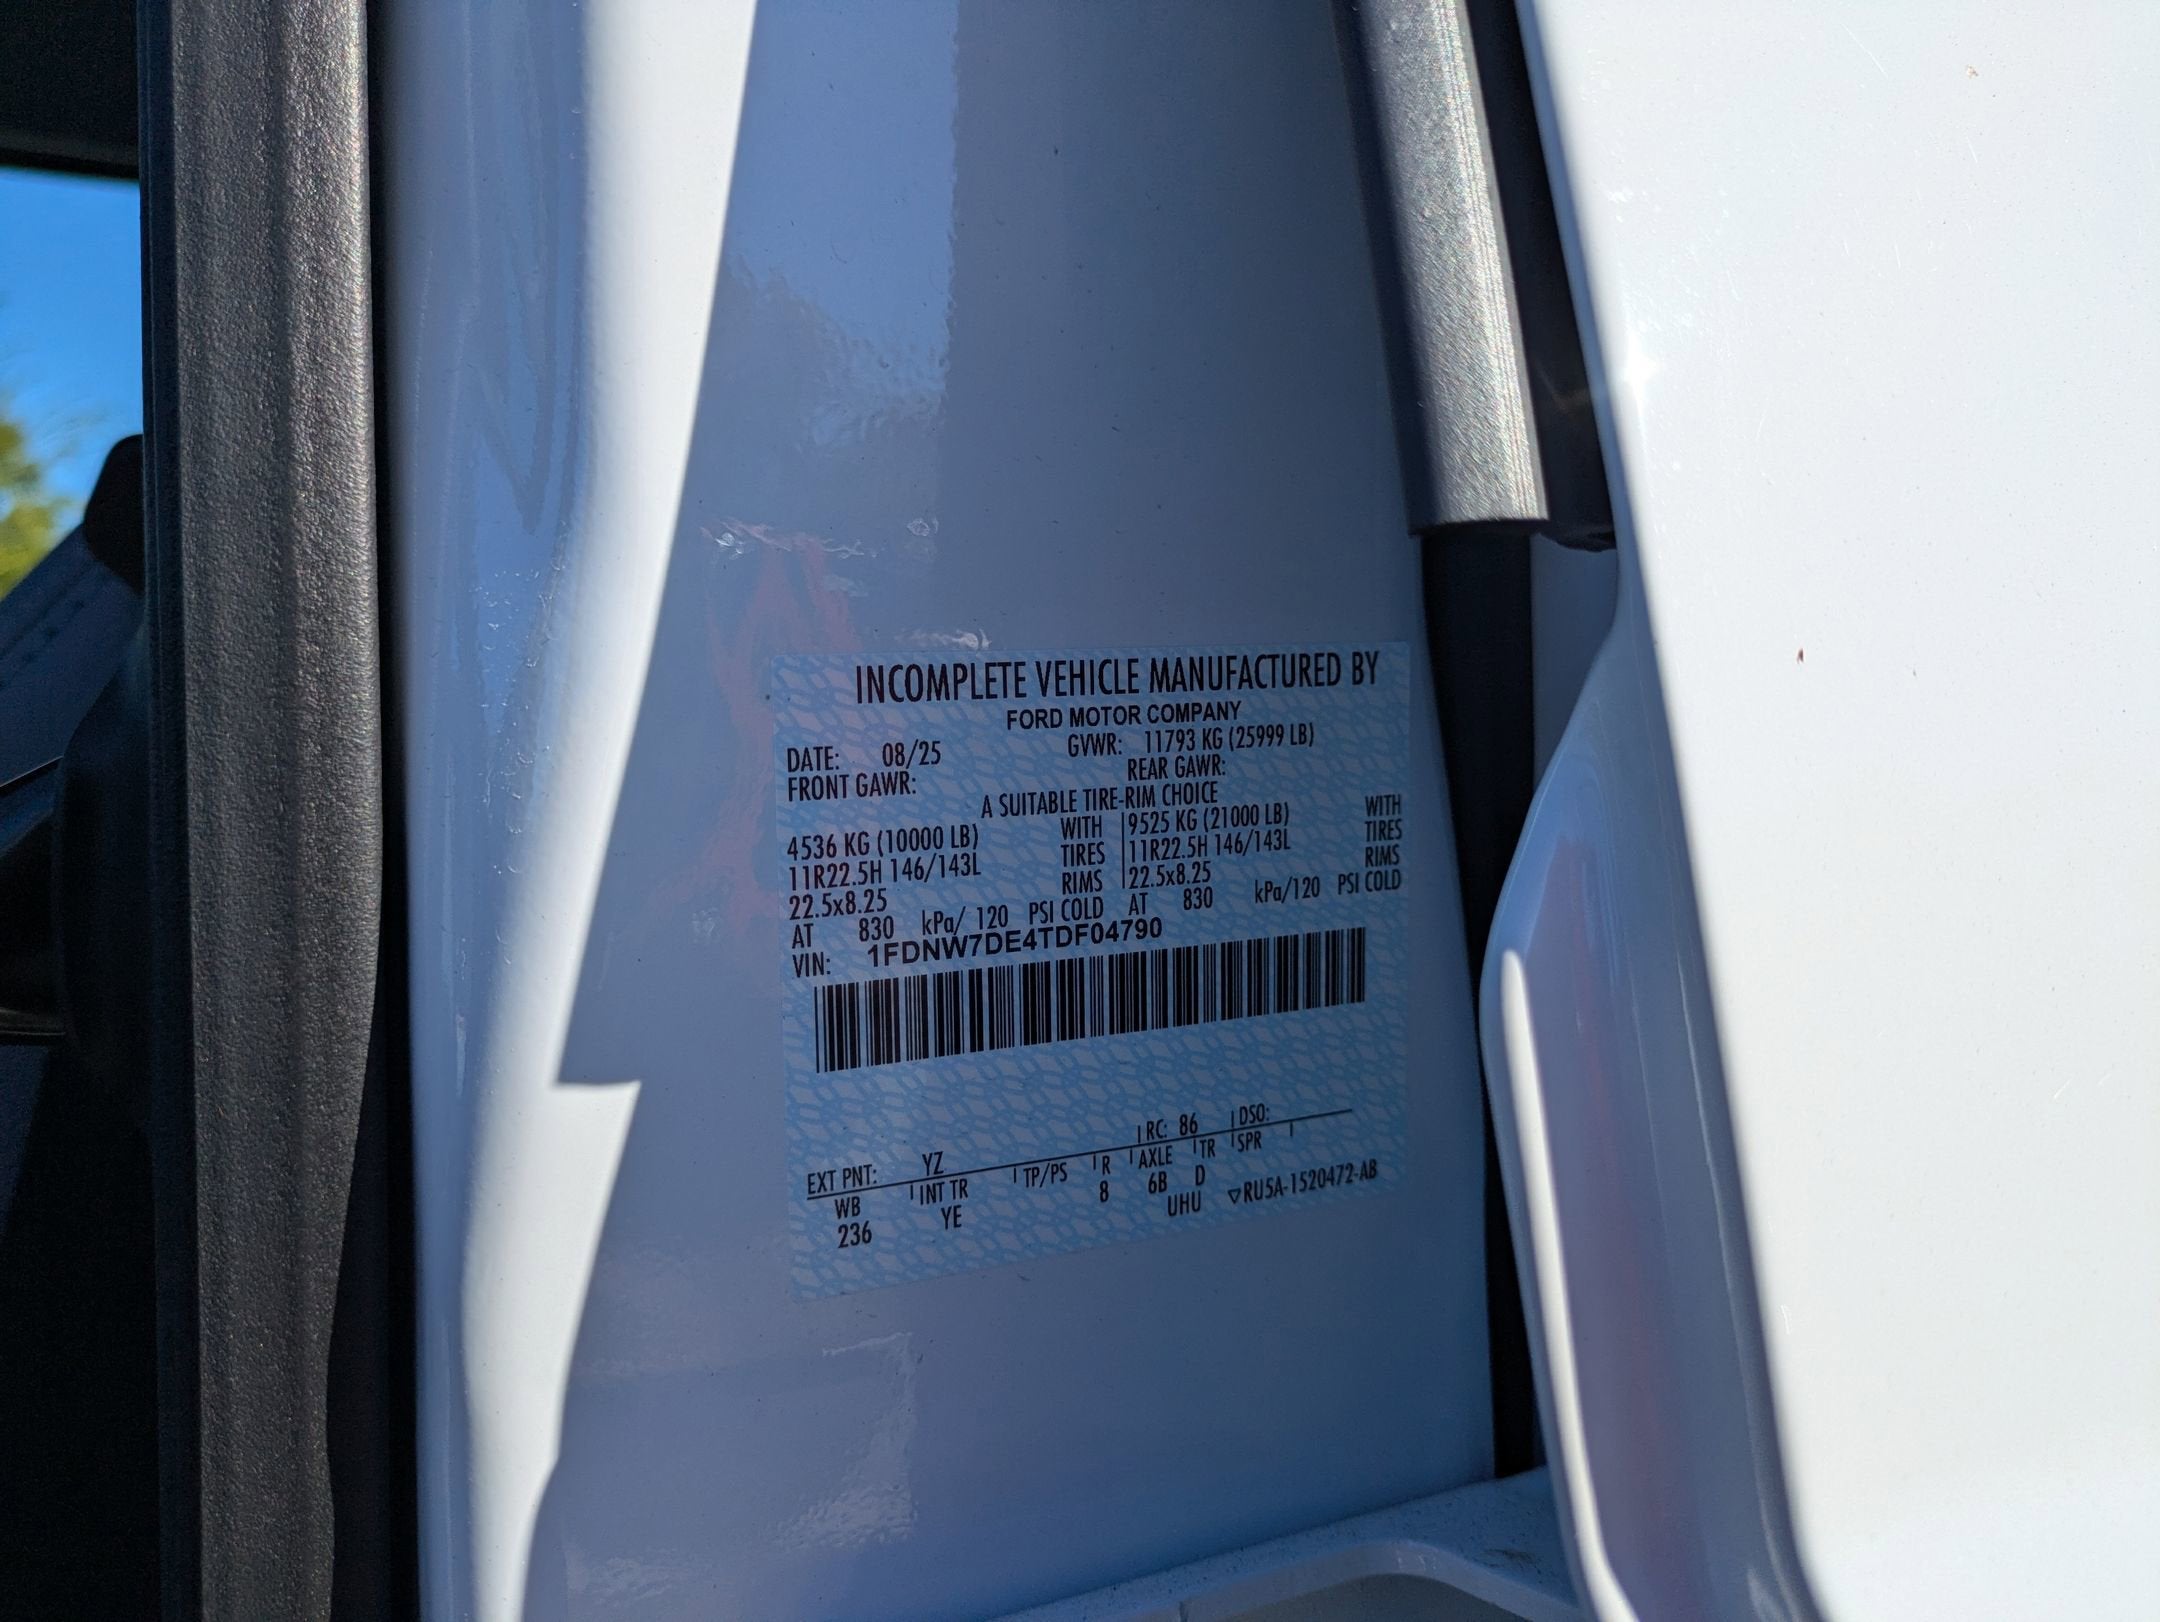 INCOMPLETE VEHICLE MANUFACTURED BY
FORD MOTOR COMPANY
DATE: 08/25 GVWR: 11793 KG (25999 LB)
FRONT GAWR: REAR GAWR:
A SUITABLE TIRE-RIM CHOICE
4536 KG (10000 LB) WITH 9525 KG (21000 LB) WITH
11R22.5H 146/143L TIRES 11R22.5H 146/143L TIRES
22.5x8.25 RIMS 22.5x8.25 RIMS
AT 830 kPa/ 120 PSI COLD AT 830 kPa/120 PSI COLD
VIN: 1FDNW7DE4TDF04790
EXT PNT: YZ RC: 86 DSO:
WB INT TR TP/PS R AXLE TR SPR
236 YE 8 6B D
UHU ▽RU5A-1520472-AB